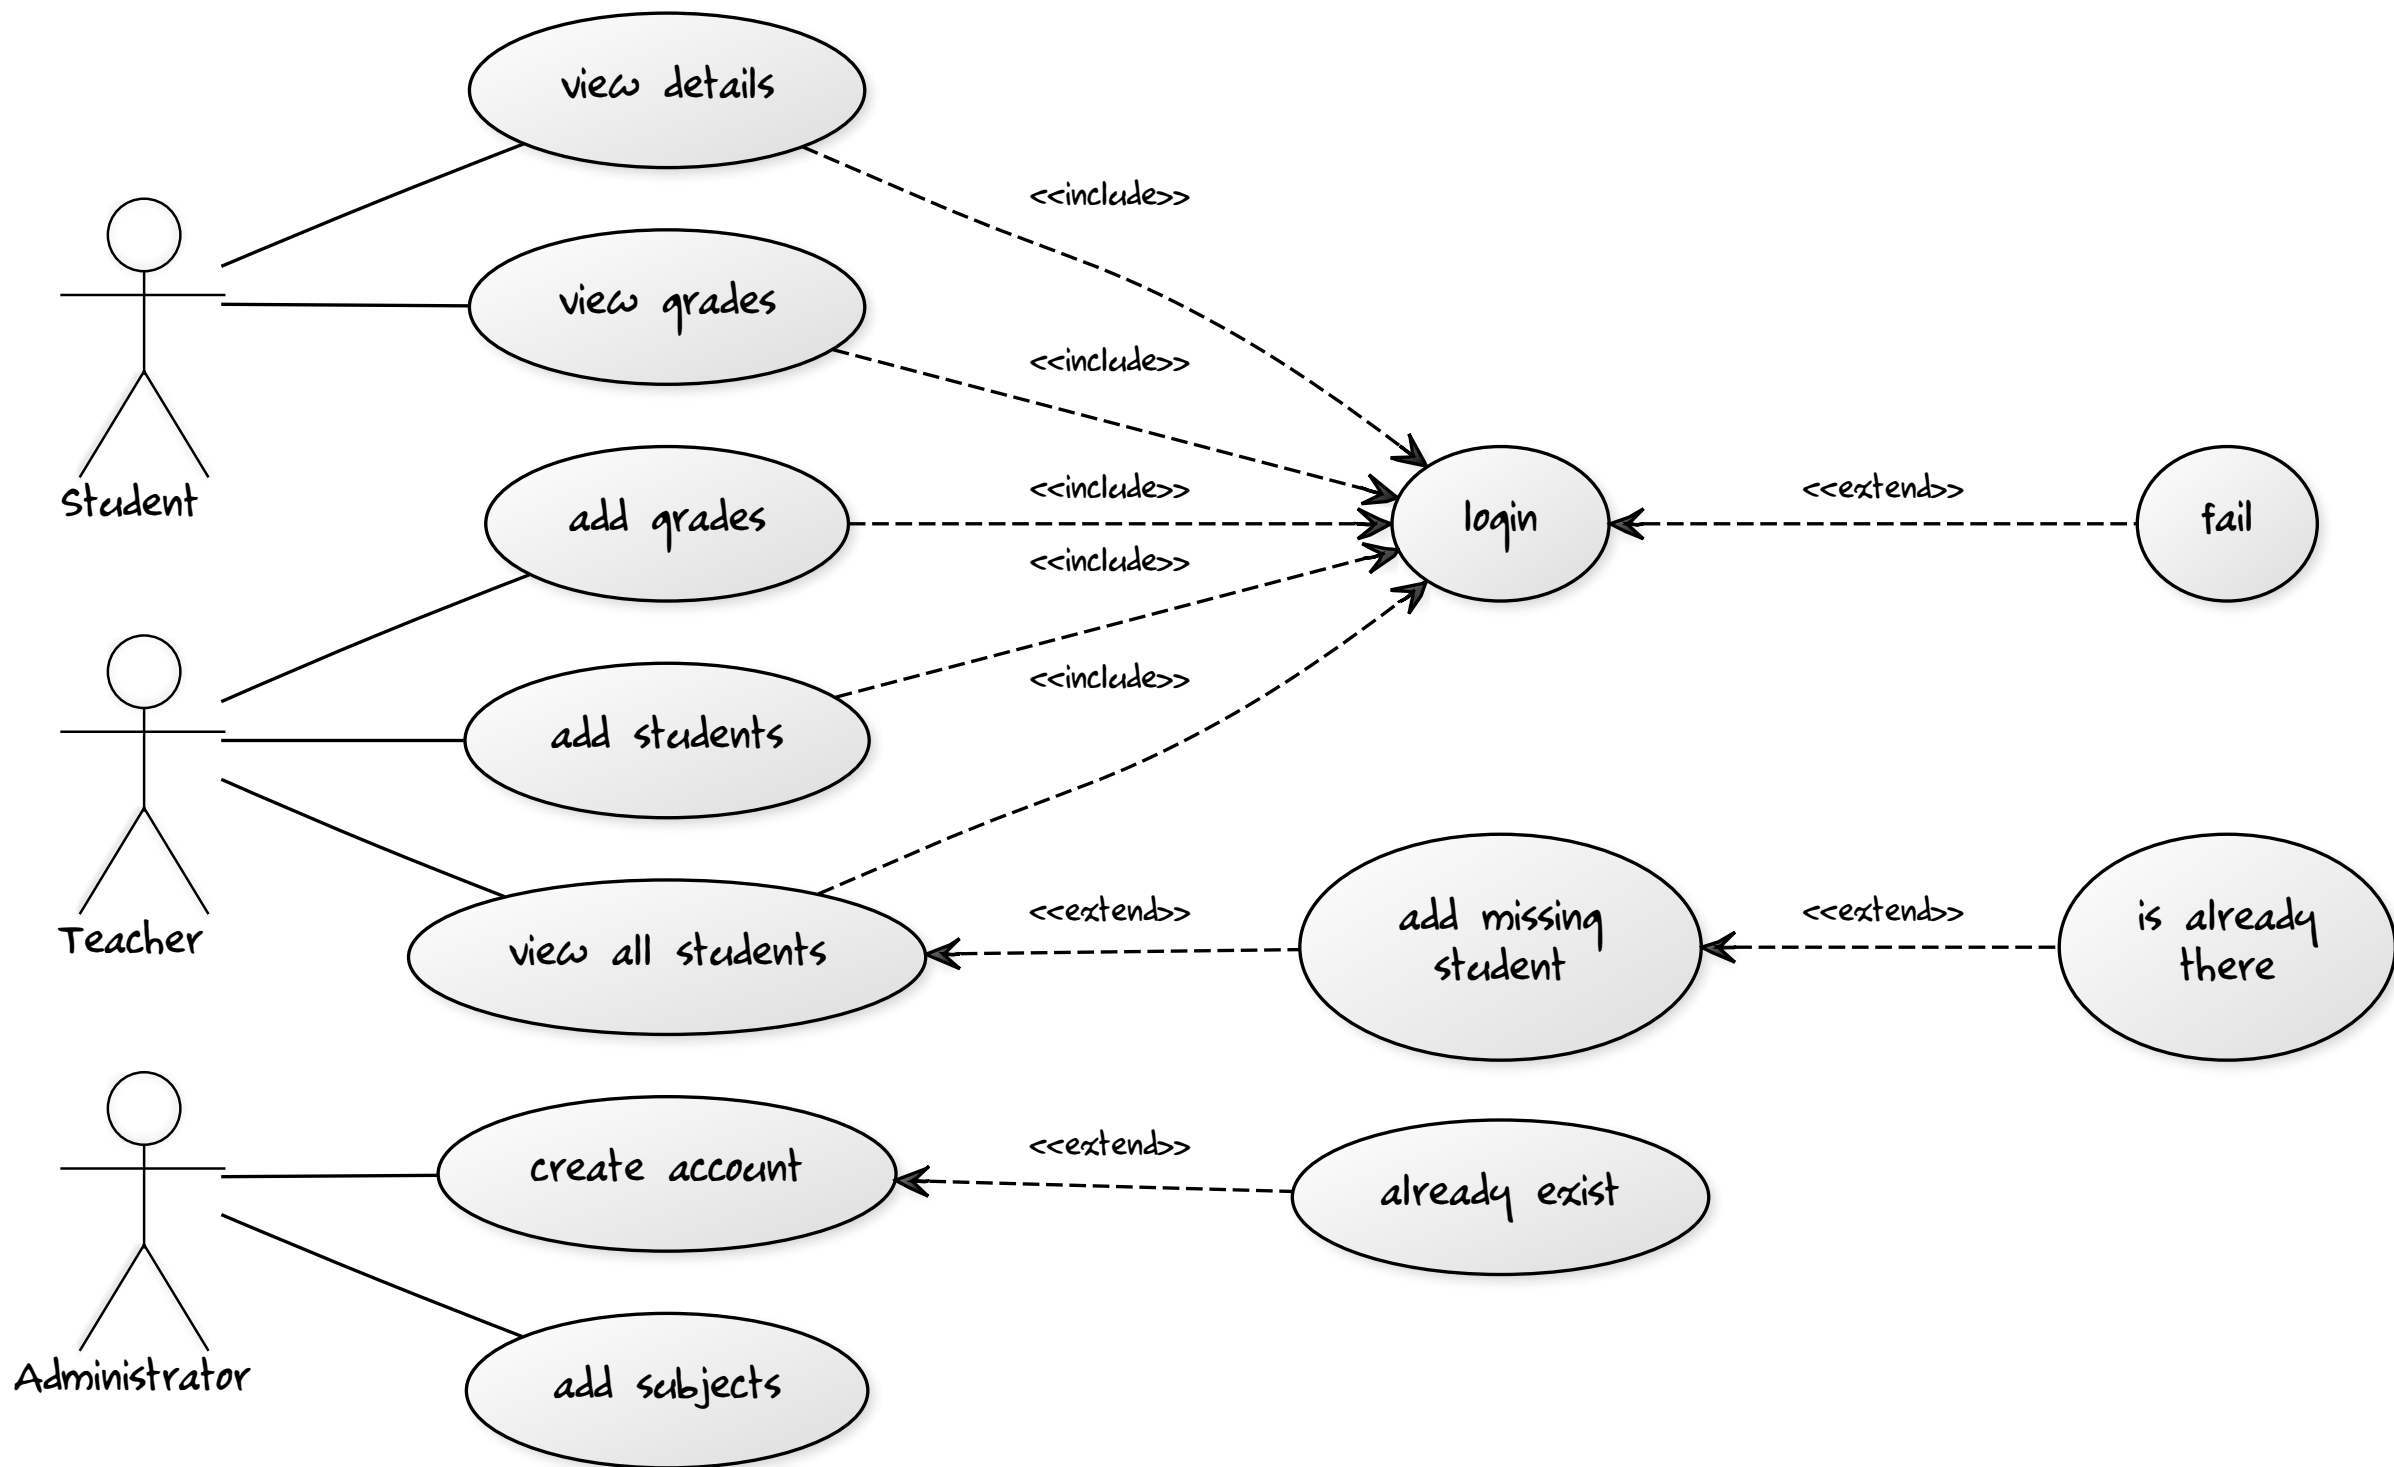 view details
<<include>>
view grades
<<include>>
Student
add grades
<<include>>
login
<<extend>>
fail
<<include>>
add students
<<include>>
Teacher
view all students
<<extend>>
add missing
student
<<extend>>
is already
there
create account
<<extend>>
already exist
Administrator
add subjects